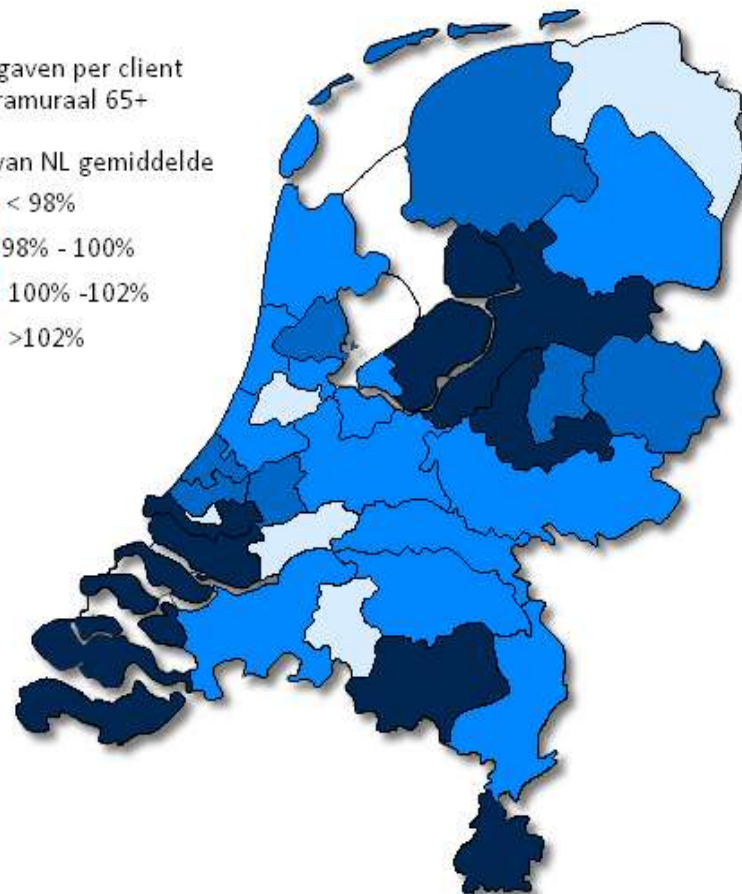 gaven per client
ramuraal 65+
van NL gemiddelde
< 98%
98% - 100%
100% -102%
>102%